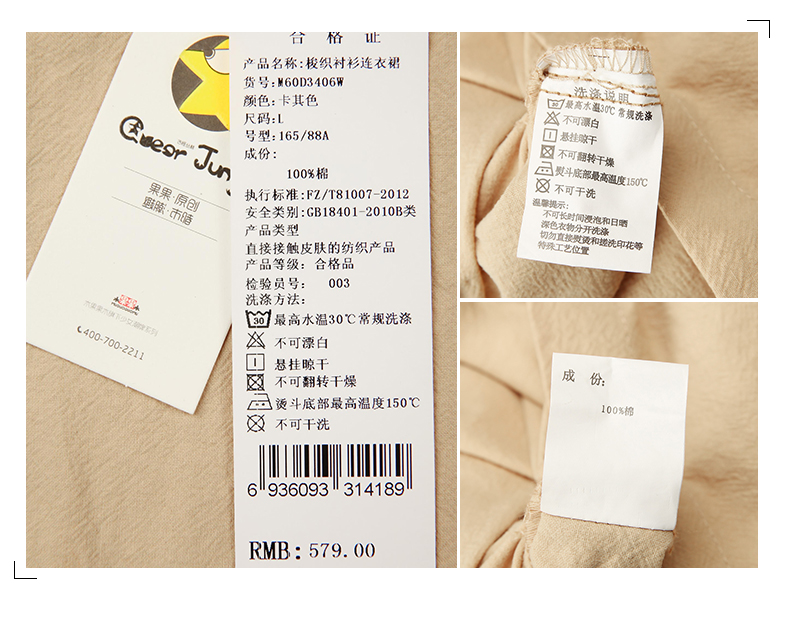 合格证
产品名称:梭织衬衫连衣裙
货号:M60D3406W
颜色:卡其色
尺码:L
号型:165/88A
成份:
100%棉
执行标准:FZ/T81007-2012
安全类别:GB18401-2010B类
产品类型
直接接触皮肤的纺织产品
产品等级: 合格品
检验员号: 003
洗涤方法:
30 最高水温30℃常规洗涤
不可漂白
悬挂晾干
不可翻转干燥
熨斗底部最高温度150℃
不可干洗
6 936093 314189
RMB:579.00
果果·原创
400-700-2211
洗涤说明
30 最高水温30℃ 常规洗涤
不可漂白
悬挂晾干
不可翻转干燥
熨斗底部最高温度150℃
不可干洗
温馨提示:
不可长时间浸泡和日晒
深色衣物分开洗涤
切勿直接熨烫和搓洗印花等
特殊工艺位置
成 份:
100%棉